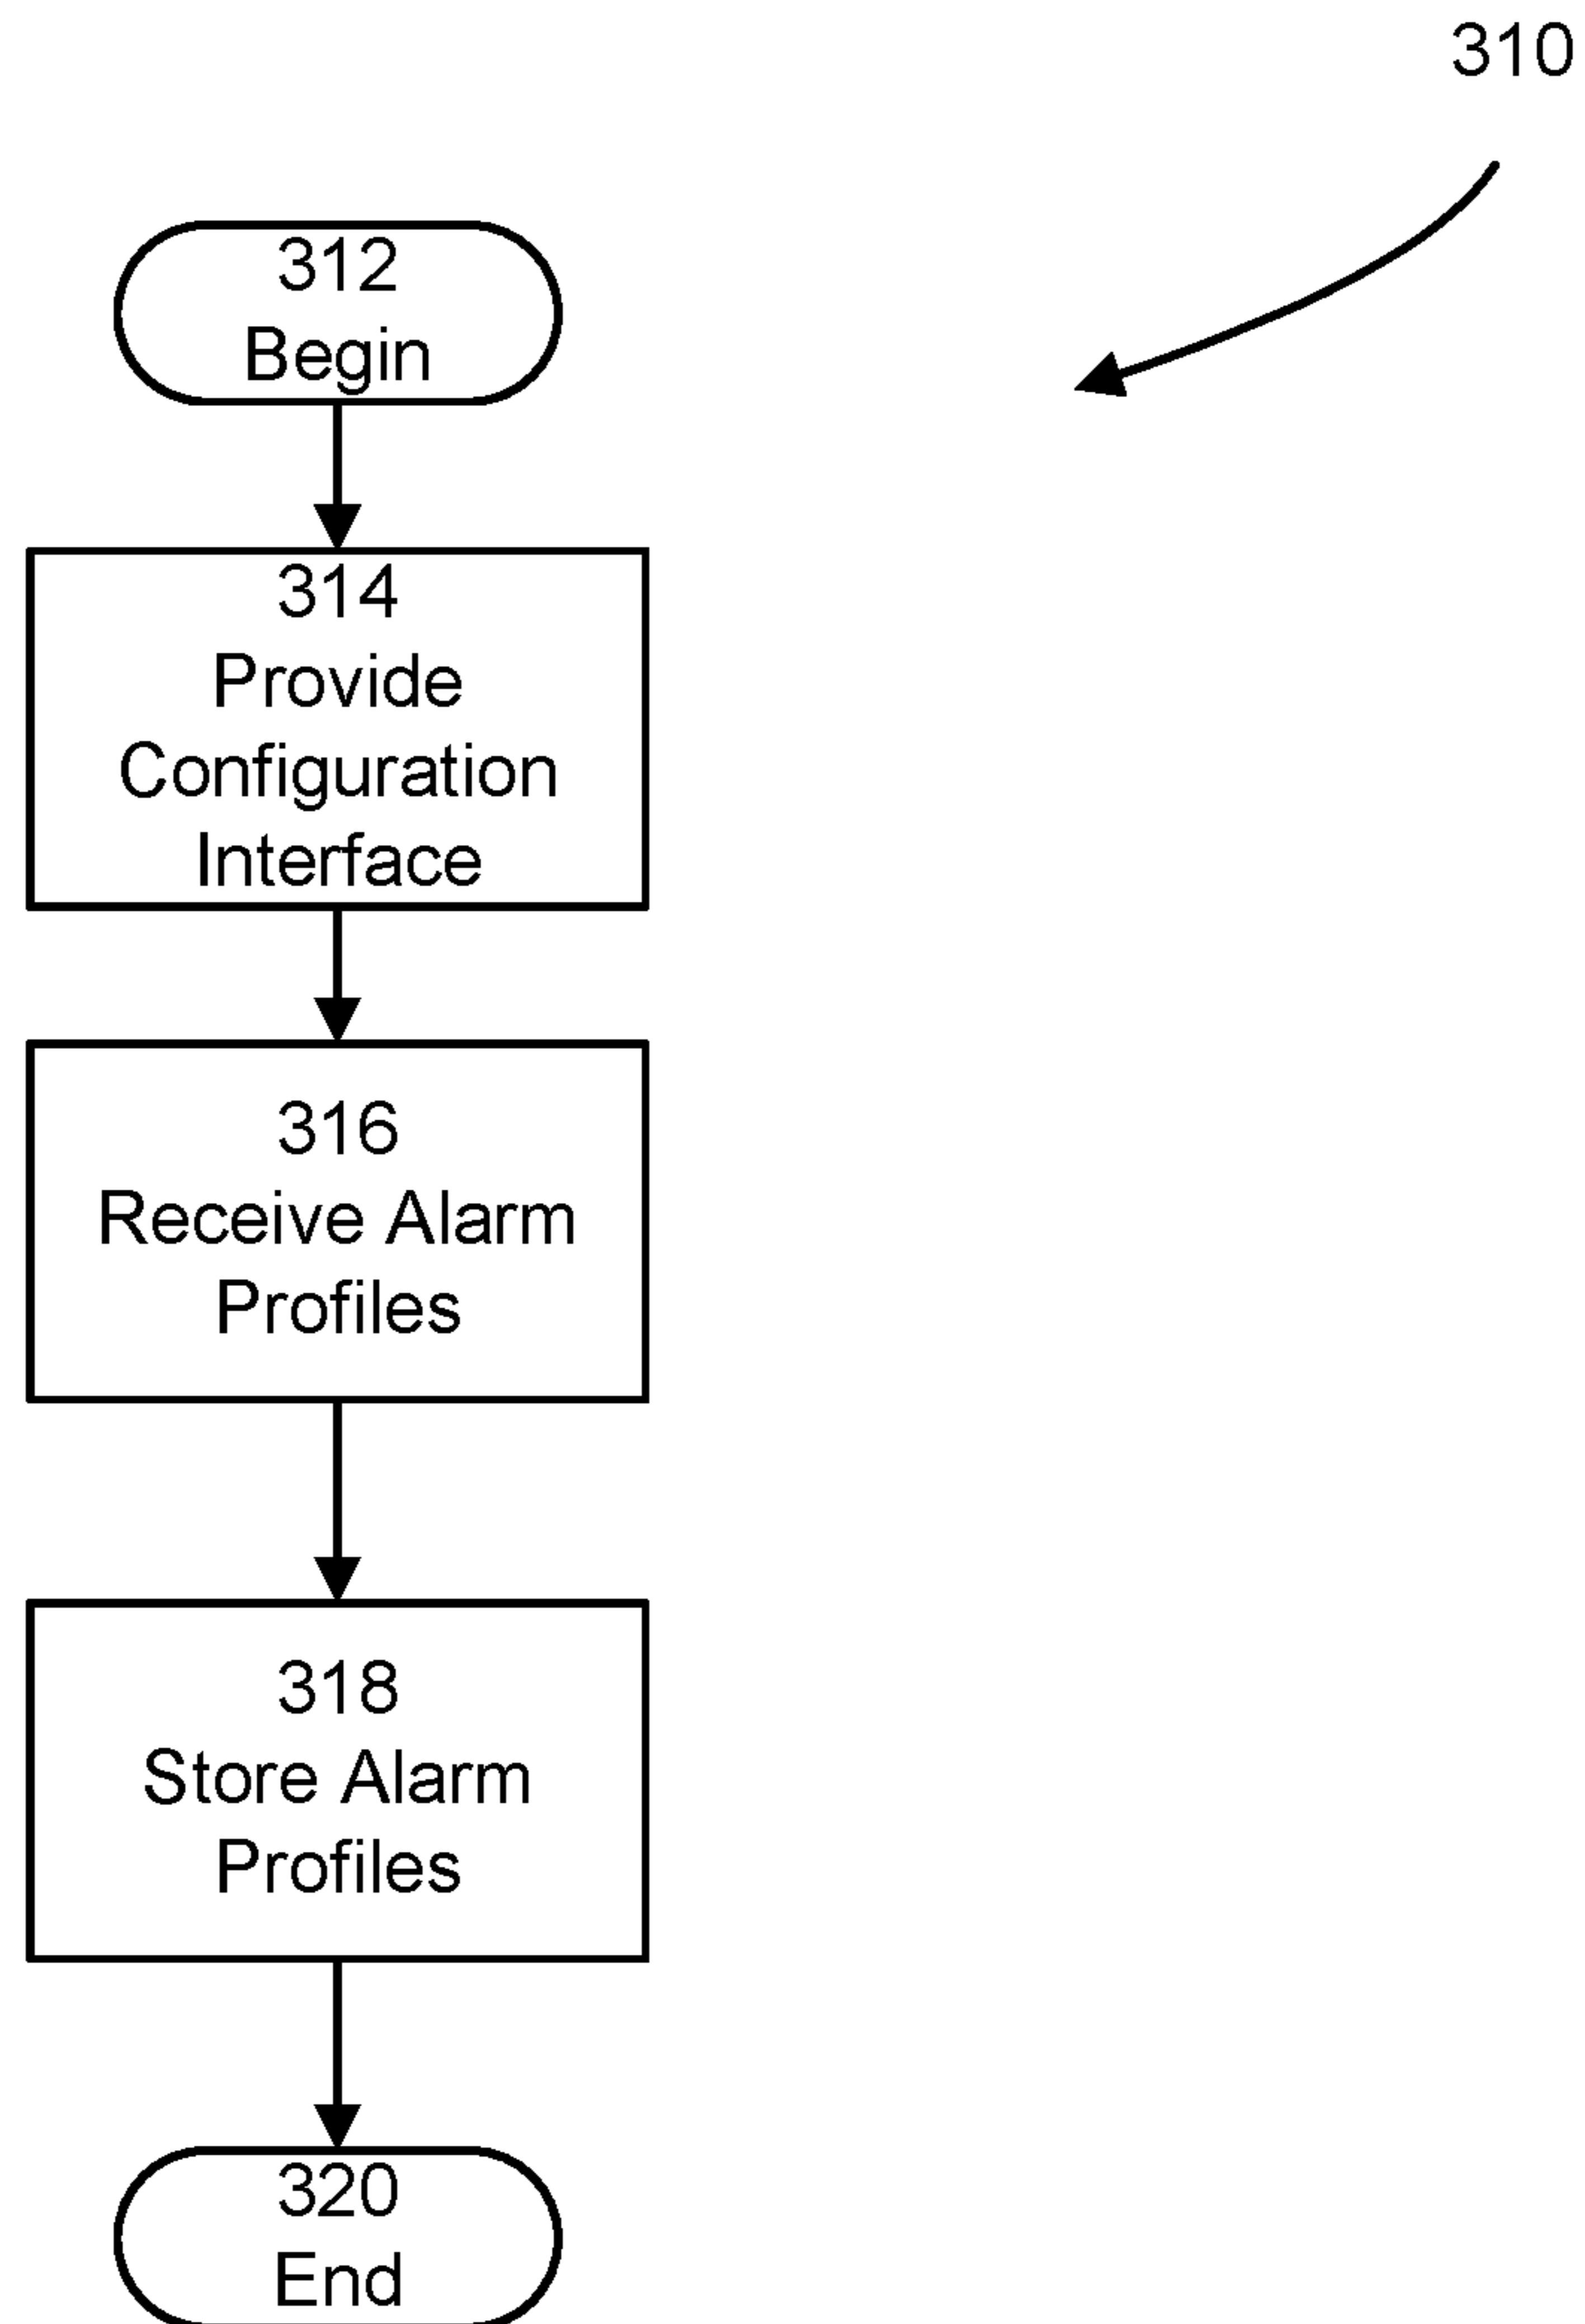 310
312
Begin
314
Provide
Configuration
Interface
316
Receive Alarm
Profiles
318
Store Alarm
Profiles
320
End